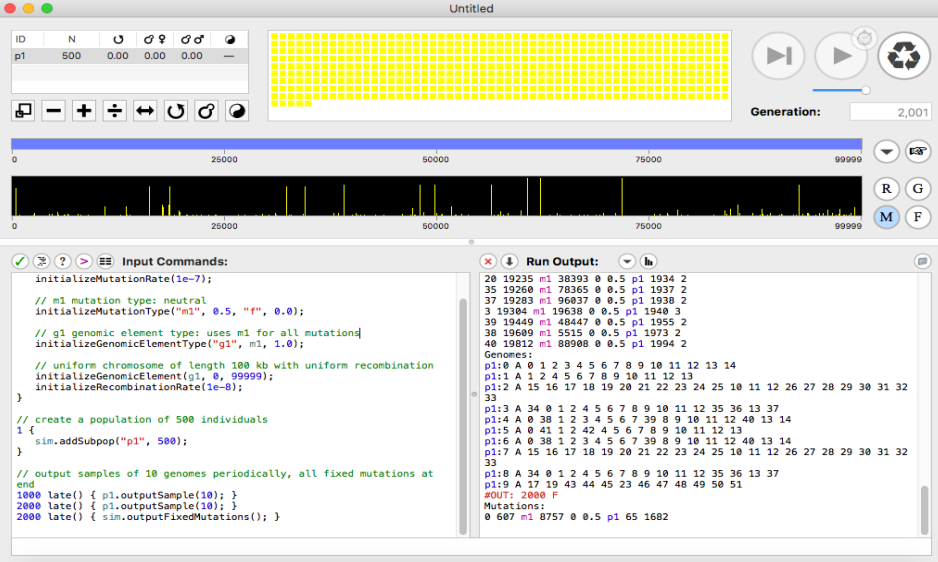 Untitled
ID N
p1 500 0.00 0.00 0.00 —
Generation: 2,001
0 25000 50000 75000 99999
0 25000 50000 75000 99999
R G
M F
Input Commands:
initializeMutationRate(1e-7);
// m1 mutation type: neutral
initializeMutationType("m1", 0.5, "f", 0.0);
// g1 genomic element type: uses m1 for all mutations
initializeGenomicElementType("g1", m1, 1.0);
// uniform chromosome of length 100 kb with uniform recombination
initializeGenomicElement(g1, 0, 99999);
initializeRecombinationRate(1e-8);
}
// create a population of 500 individuals
1 {
sim.addSubpop("p1", 500);
}
// output samples of 10 genomes periodically, all fixed mutations at
end
1000 late() { p1.outputSample(10); }
2000 late() { p1.outputSample(10); }
2000 late() { sim.outputFixedMutations(); }
Run Output:
20 19235 m1 38393 0 0.5 p1 1934 2
35 19260 m1 78365 0 0.5 p1 1937 2
37 19283 m1 96037 0 0.5 p1 1938 2
3 19304 m1 19638 0 0.5 p1 1940 3
39 19449 m1 48447 0 0.5 p1 1955 2
38 19609 m1 5515 0 0.5 p1 1973 2
40 19812 m1 88908 0 0.5 p1 1994 2
Genomes:
p1:0 A 0 1 2 3 4 5 6 7 8 9 10 11 12 13 14
p1:1 A 1 2 4 5 6 7 8 9 10 11 12 13
p1:2 A 15 16 17 18 19 20 21 22 23 24 25 10 11 12 26 27 28 29 30 31 32
33
p1:3 A 34 0 1 2 4 5 6 7 8 9 10 11 12 35 36 13 37
p1:4 A 0 38 1 2 3 4 5 6 7 39 8 9 10 11 12 40 13 14
p1:5 A 0 41 1 2 42 4 5 6 7 8 9 10 11 12 13
p1:6 A 0 38 1 2 3 4 5 6 7 39 8 9 10 11 12 40 13 14
p1:7 A 15 16 17 18 19 20 21 22 23 24 25 10 11 12 26 27 28 29 30 31 32
33
p1:8 A 34 0 1 2 4 5 6 7 8 9 10 11 12 35 36 13 37
p1:9 A 17 19 43 44 45 23 46 47 48 49 50 51
#OUT: 2000 F
Mutations:
0 607 m1 8757 0 0.5 p1 65 1682